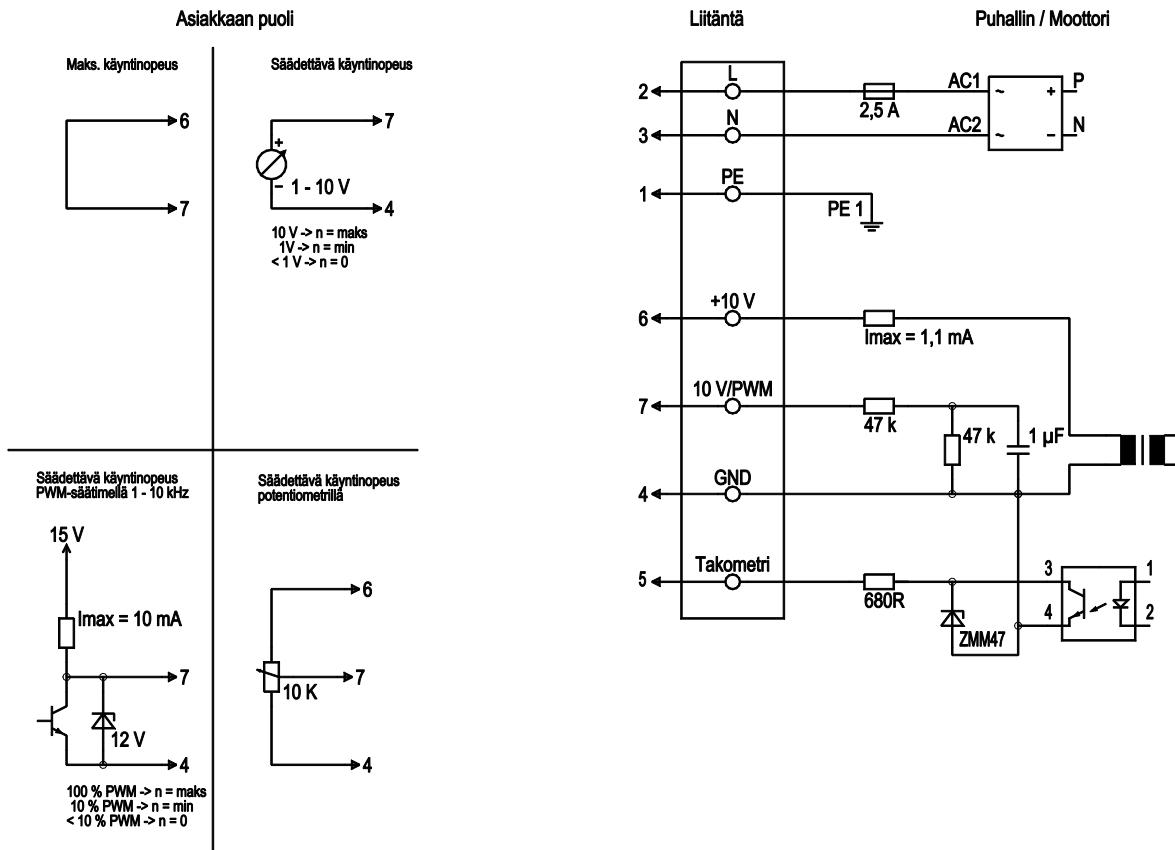 Asiakkaan puoli
Maks. käyntinopeus
6
7
Säädettävä käyntinopeus
7
+
– 1 - 10 V
4
10 V -> n = maks
1V -> n = min
< 1 V -> n = 0
Säädettävä käyntinopeus
PWM-säätimellä 1 - 10 kHz
15 V
Imax = 10 mA
7
12 V
4
100 % PWM -> n = maks
10 % PWM -> n = min
< 10 % PWM -> n = 0
Säädettävä käyntinopeus
potentiometrillä
6
7
10 K
4
Liitäntä
Puhallin / Moottori
2
L
2,5 A
AC1
~
+
P
3
N
AC2
~
–
N
1
PE
PE 1
6
+10 V
Imax = 1,1 mA
7
10 V/PWM
47 k
47 k
1 µF
4
GND
5
Takometri
680R
ZMM47
3
4
1
2